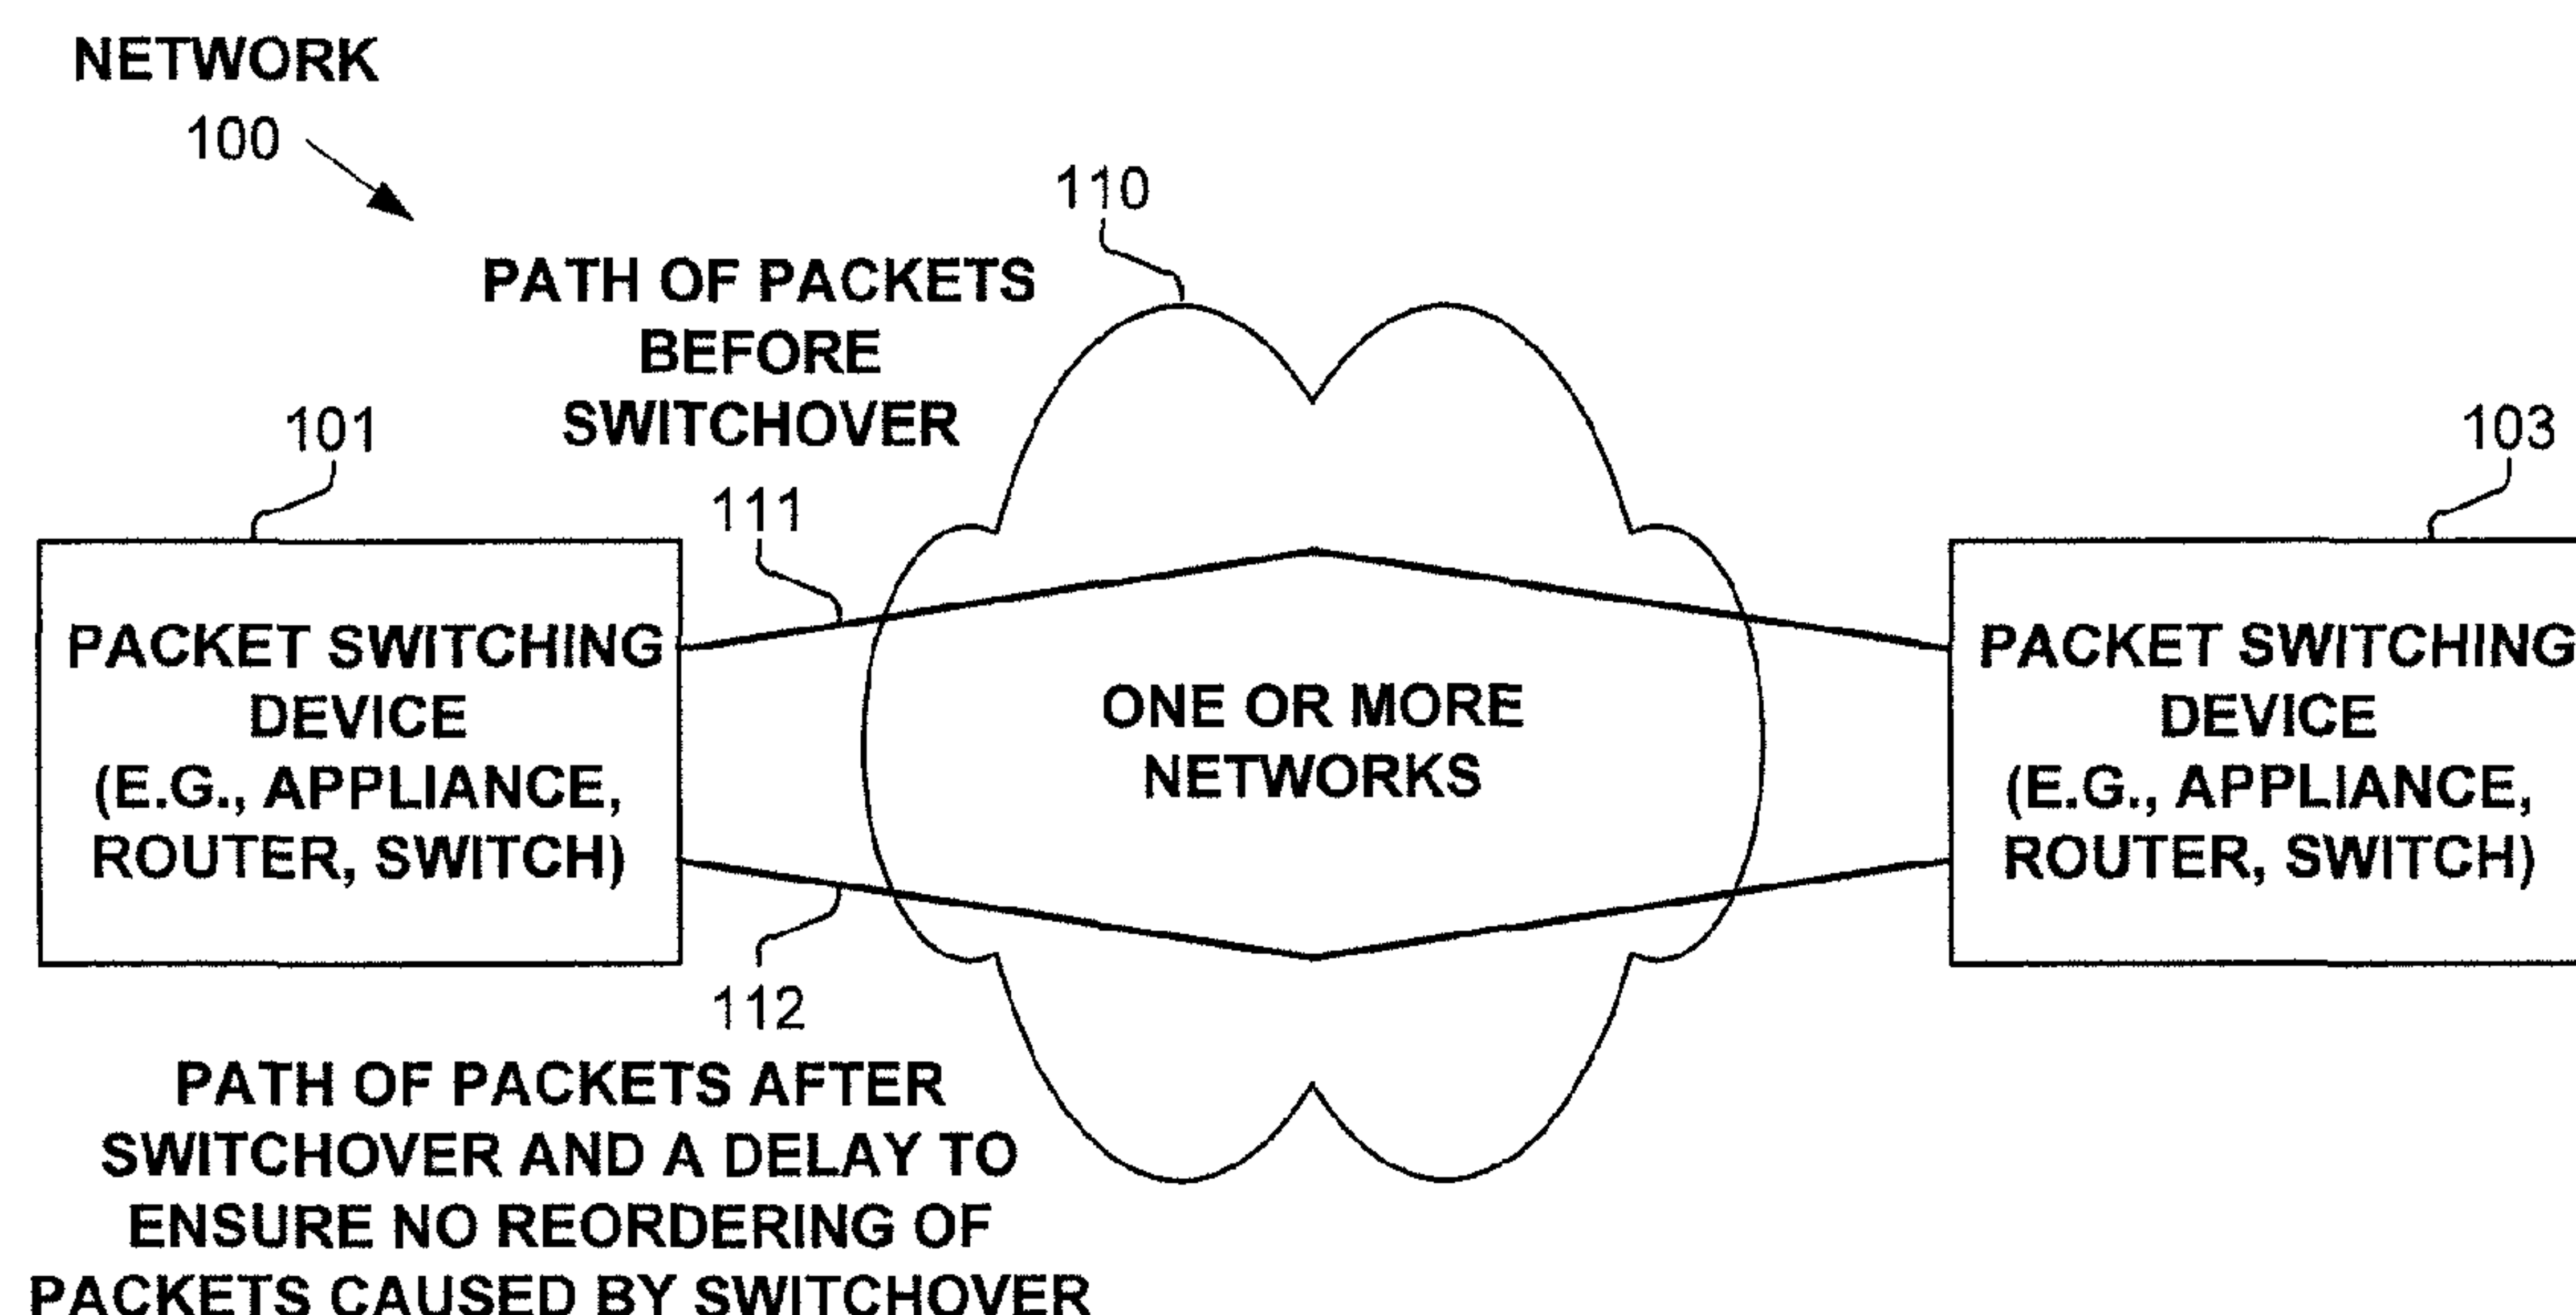 NETWORK
100
110
PATH OF PACKETS
BEFORE
SWITCHOVER
101
111
103
PACKET SWITCHING
DEVICE
(E.G., APPLIANCE,
ROUTER, SWITCH)
ONE OR MORE
NETWORKS
PACKET SWITCHING
DEVICE
(E.G., APPLIANCE,
ROUTER, SWITCH)
112
PATH OF PACKETS AFTER
SWITCHOVER AND A DELAY TO
ENSURE NO REORDERING OF
PACKETS CAUSED BY SWITCHOVER